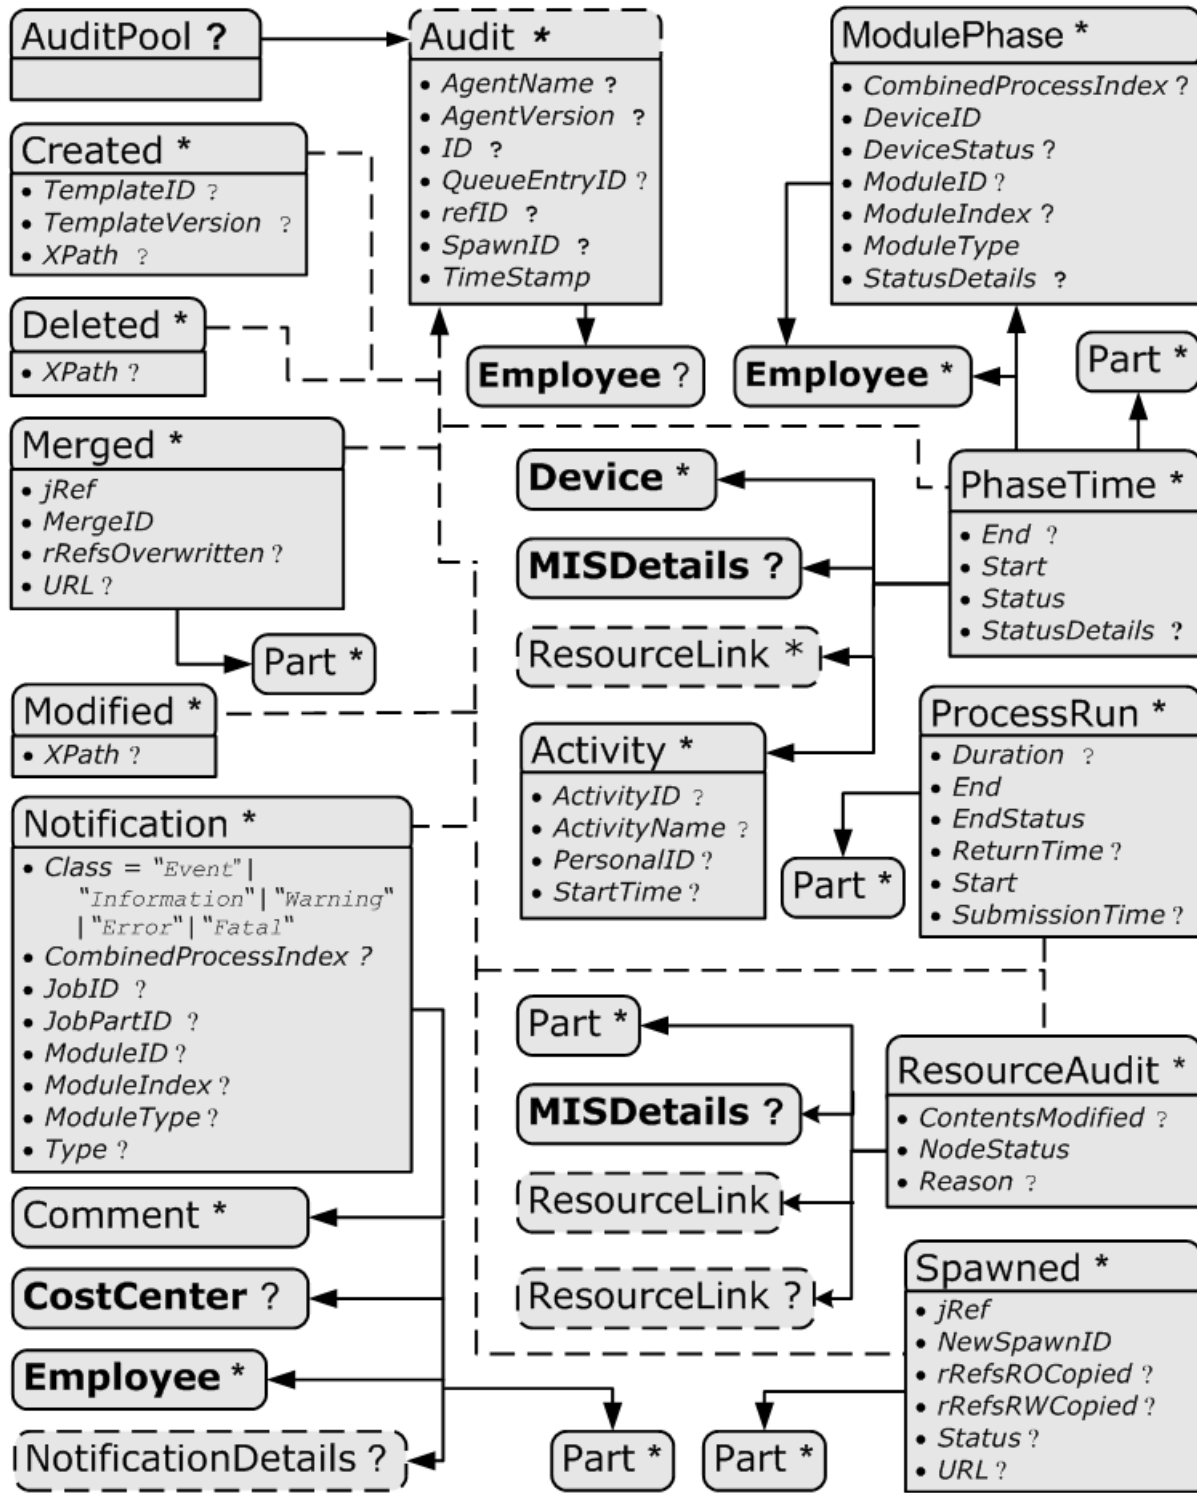 AuditPool ?
Audit *
• AgentName ?
• AgentVersion ?
• ID ?
• QueueEntryID ?
• refID ?
• SpawnID ?
• TimeStamp
Employee ?
ModulePhase *
• CombinedProcessIndex ?
• DeviceID
• DeviceStatus ?
• ModuleID ?
• ModuleIndex ?
• ModuleType
• StatusDetails ?
Employee *
Part *
Created *
• TemplateID ?
• TemplateVersion ?
• XPath ?
Deleted *
• XPath ?
Merged *
• jRef
• MergeID
• rRefsOverwritten ?
• URL ?
Part *
Modified *
• XPath ?
PhaseTime *
• End ?
• Start
• Status
• StatusDetails ?
Device *
MISDetails ?
ResourceLink *
Activity *
• ActivityID ?
• ActivityName ?
• PersonalID ?
• StartTime ?
ProcessRun *
• Duration ?
• End
• EndStatus
• ReturnTime ?
• Start
• SubmissionTime ?
Part *
Notification *
• Class = "Event"|
"Information"|"Warning"
|"Error"|"Fatal"
• CombinedProcessIndex ?
• JobID ?
• JobPartID ?
• ModuleID ?
• ModuleIndex ?
• ModuleType ?
• Type ?
Comment *
CostCenter ?
Employee *
NotificationDetails ?
Part *
ResourceAudit *
• ContentsModified ?
• NodeStatus
• Reason ?
Part *
MISDetails ?
ResourceLink
ResourceLink ?
Spawned *
• jRef
• NewSpawnID
• rRefsROCopied ?
• rRefsRWCopied ?
• Status ?
• URL ?
Part *